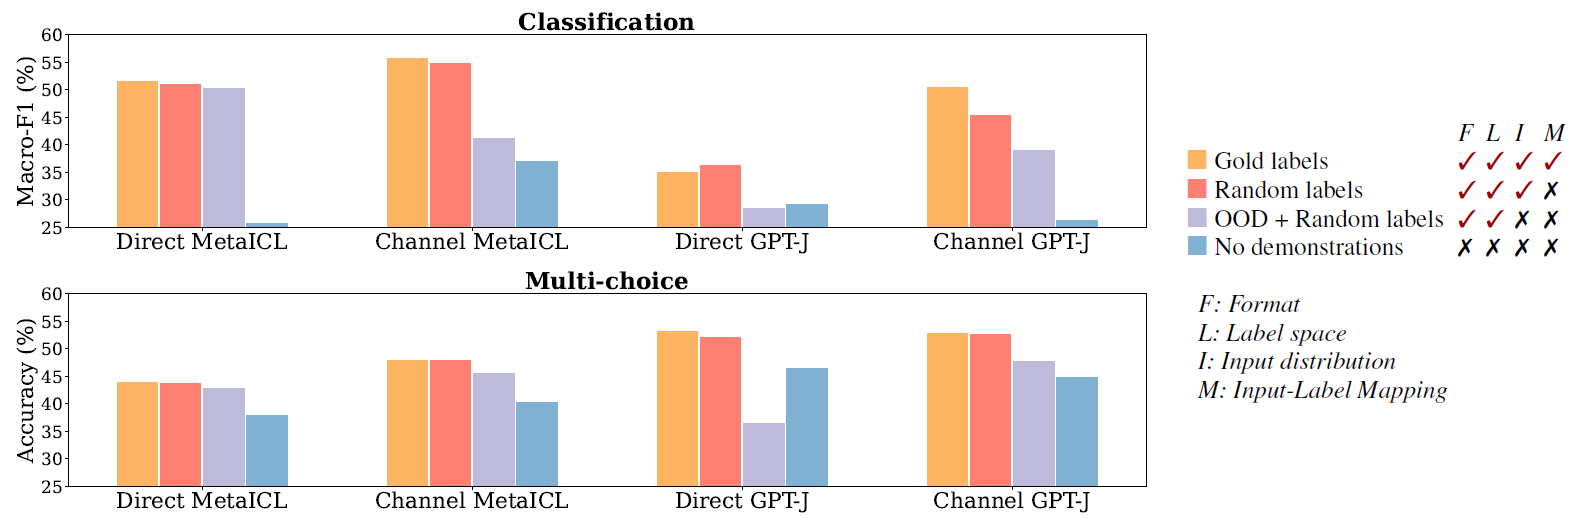 Classification
Macro-F1 (%)
60
55
50
45
40
35
30
25
Direct MetaICL
Channel MetaICL
Direct GPT-J
Channel GPT-J
Multi-choice
Accuracy (%)
60
55
50
45
40
35
30
25
Direct MetaICL
Channel MetaICL
Direct GPT-J
Channel GPT-J
F L I M
Gold labels ✓ ✓ ✓ ✓
Random labels ✓ ✓ ✓ ✗
OOD + Random labels ✓ ✓ ✗ ✗
No demonstrations ✗ ✗ ✗ ✗
F: Format
L: Label space
I: Input distribution
M: Input-Label Mapping